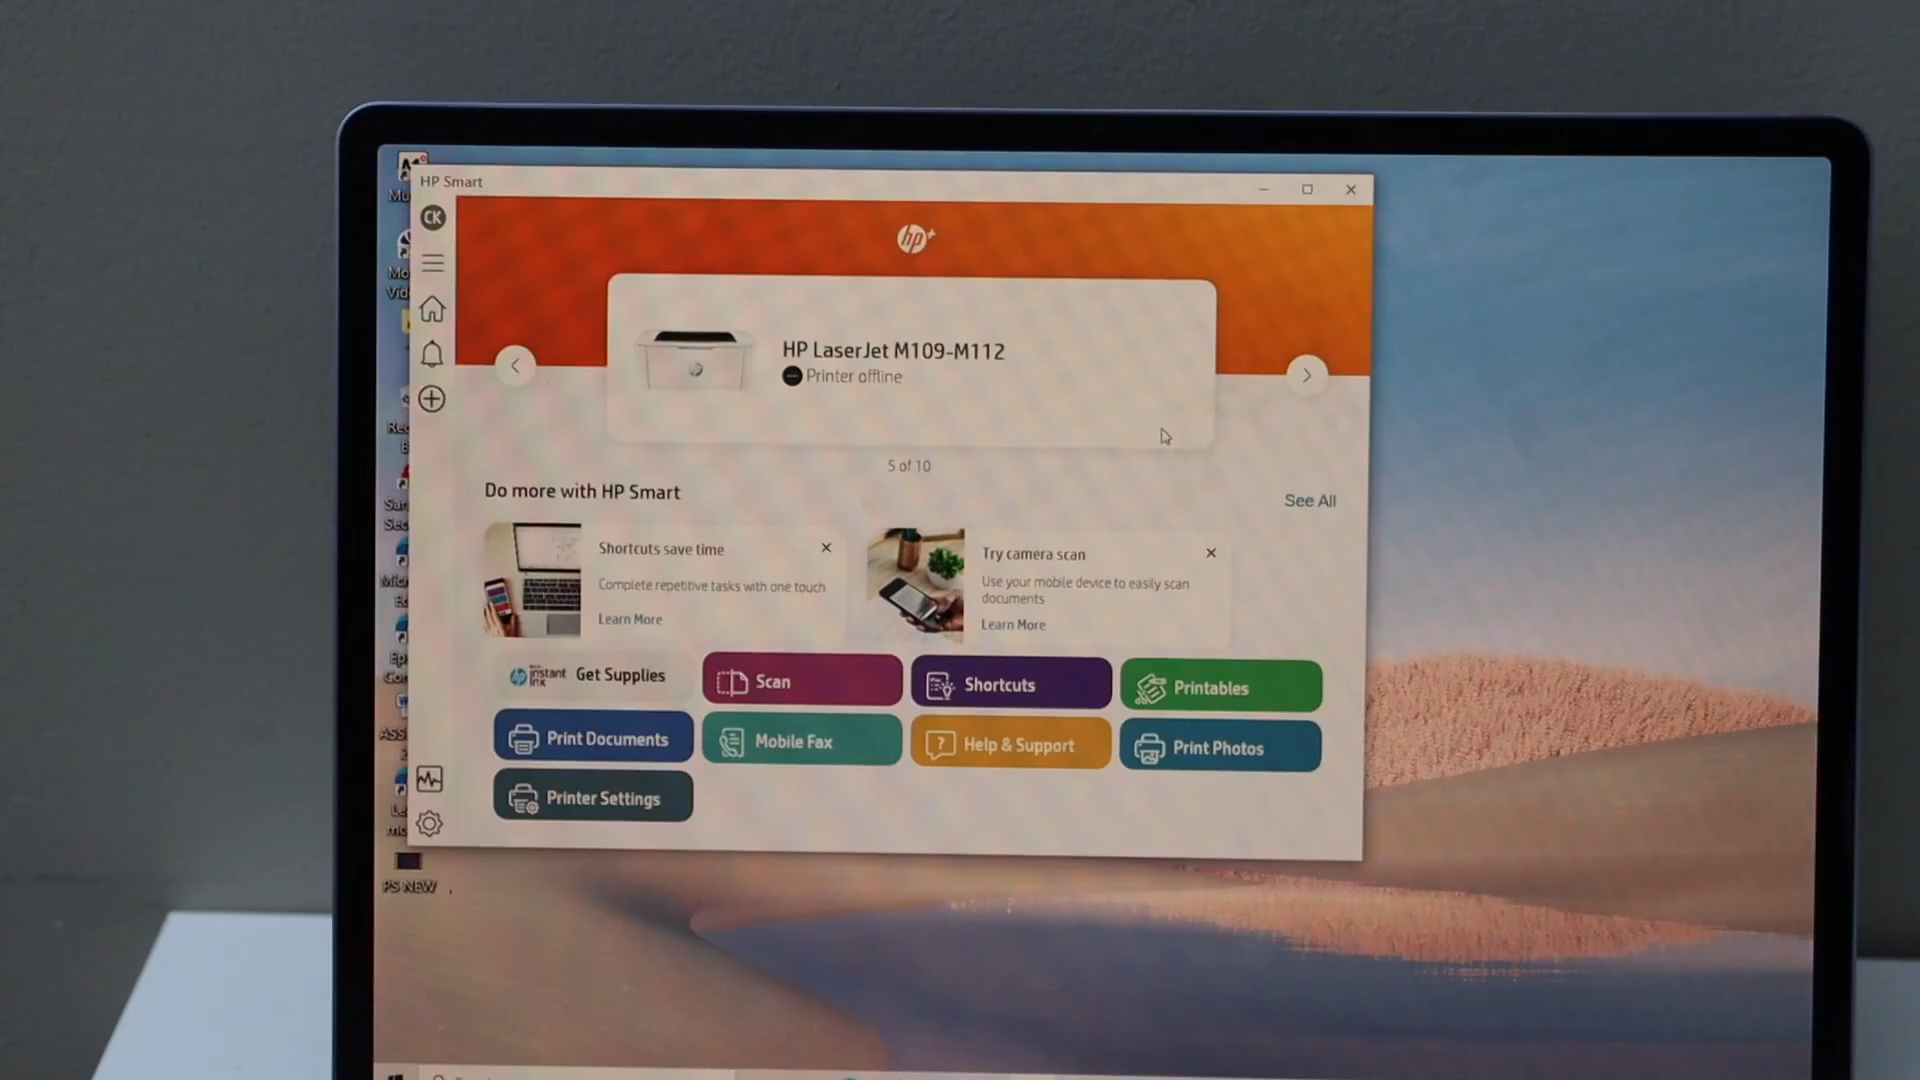 HP Smart
CK
hp+
HP LaserJet M109-M112
Printer offline
5 of 10
Do more with HP Smart
See All
Shortcuts save time
Complete repetitive tasks with one touch
Learn More
Try camera scan
Use your mobile device to easily scan
documents
Learn More
hp instant ink
Get Supplies
Scan
Shortcuts
Printables
Print Documents
Mobile Fax
Help & Support
Print Photos
Printer Settings
PS NEW